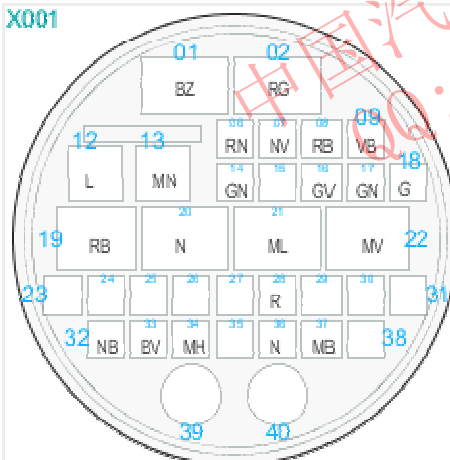 X001
01 02
BZ RG
中国汽
QQ:
06 07 08 09
RN NV RB VB
12 13 14 15 16 17 18
L MN GN GV GN G
19 20 21 22
RB N ML MV
23 24 25 26 27 28 29 30 31
R
32 33 34 35 36 37 38
NB BV MH N MB
39 40